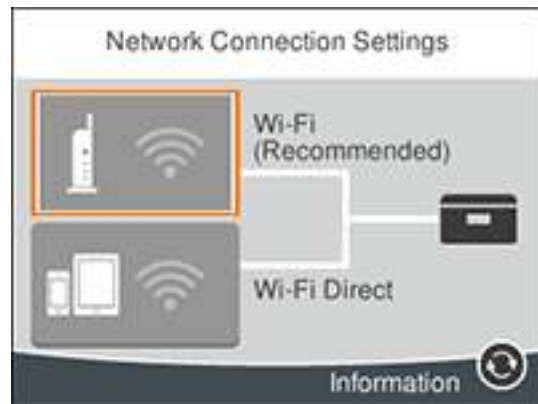 Network Connection Settings
Wi-Fi
(Recommended)
Wi-Fi Direct
Information